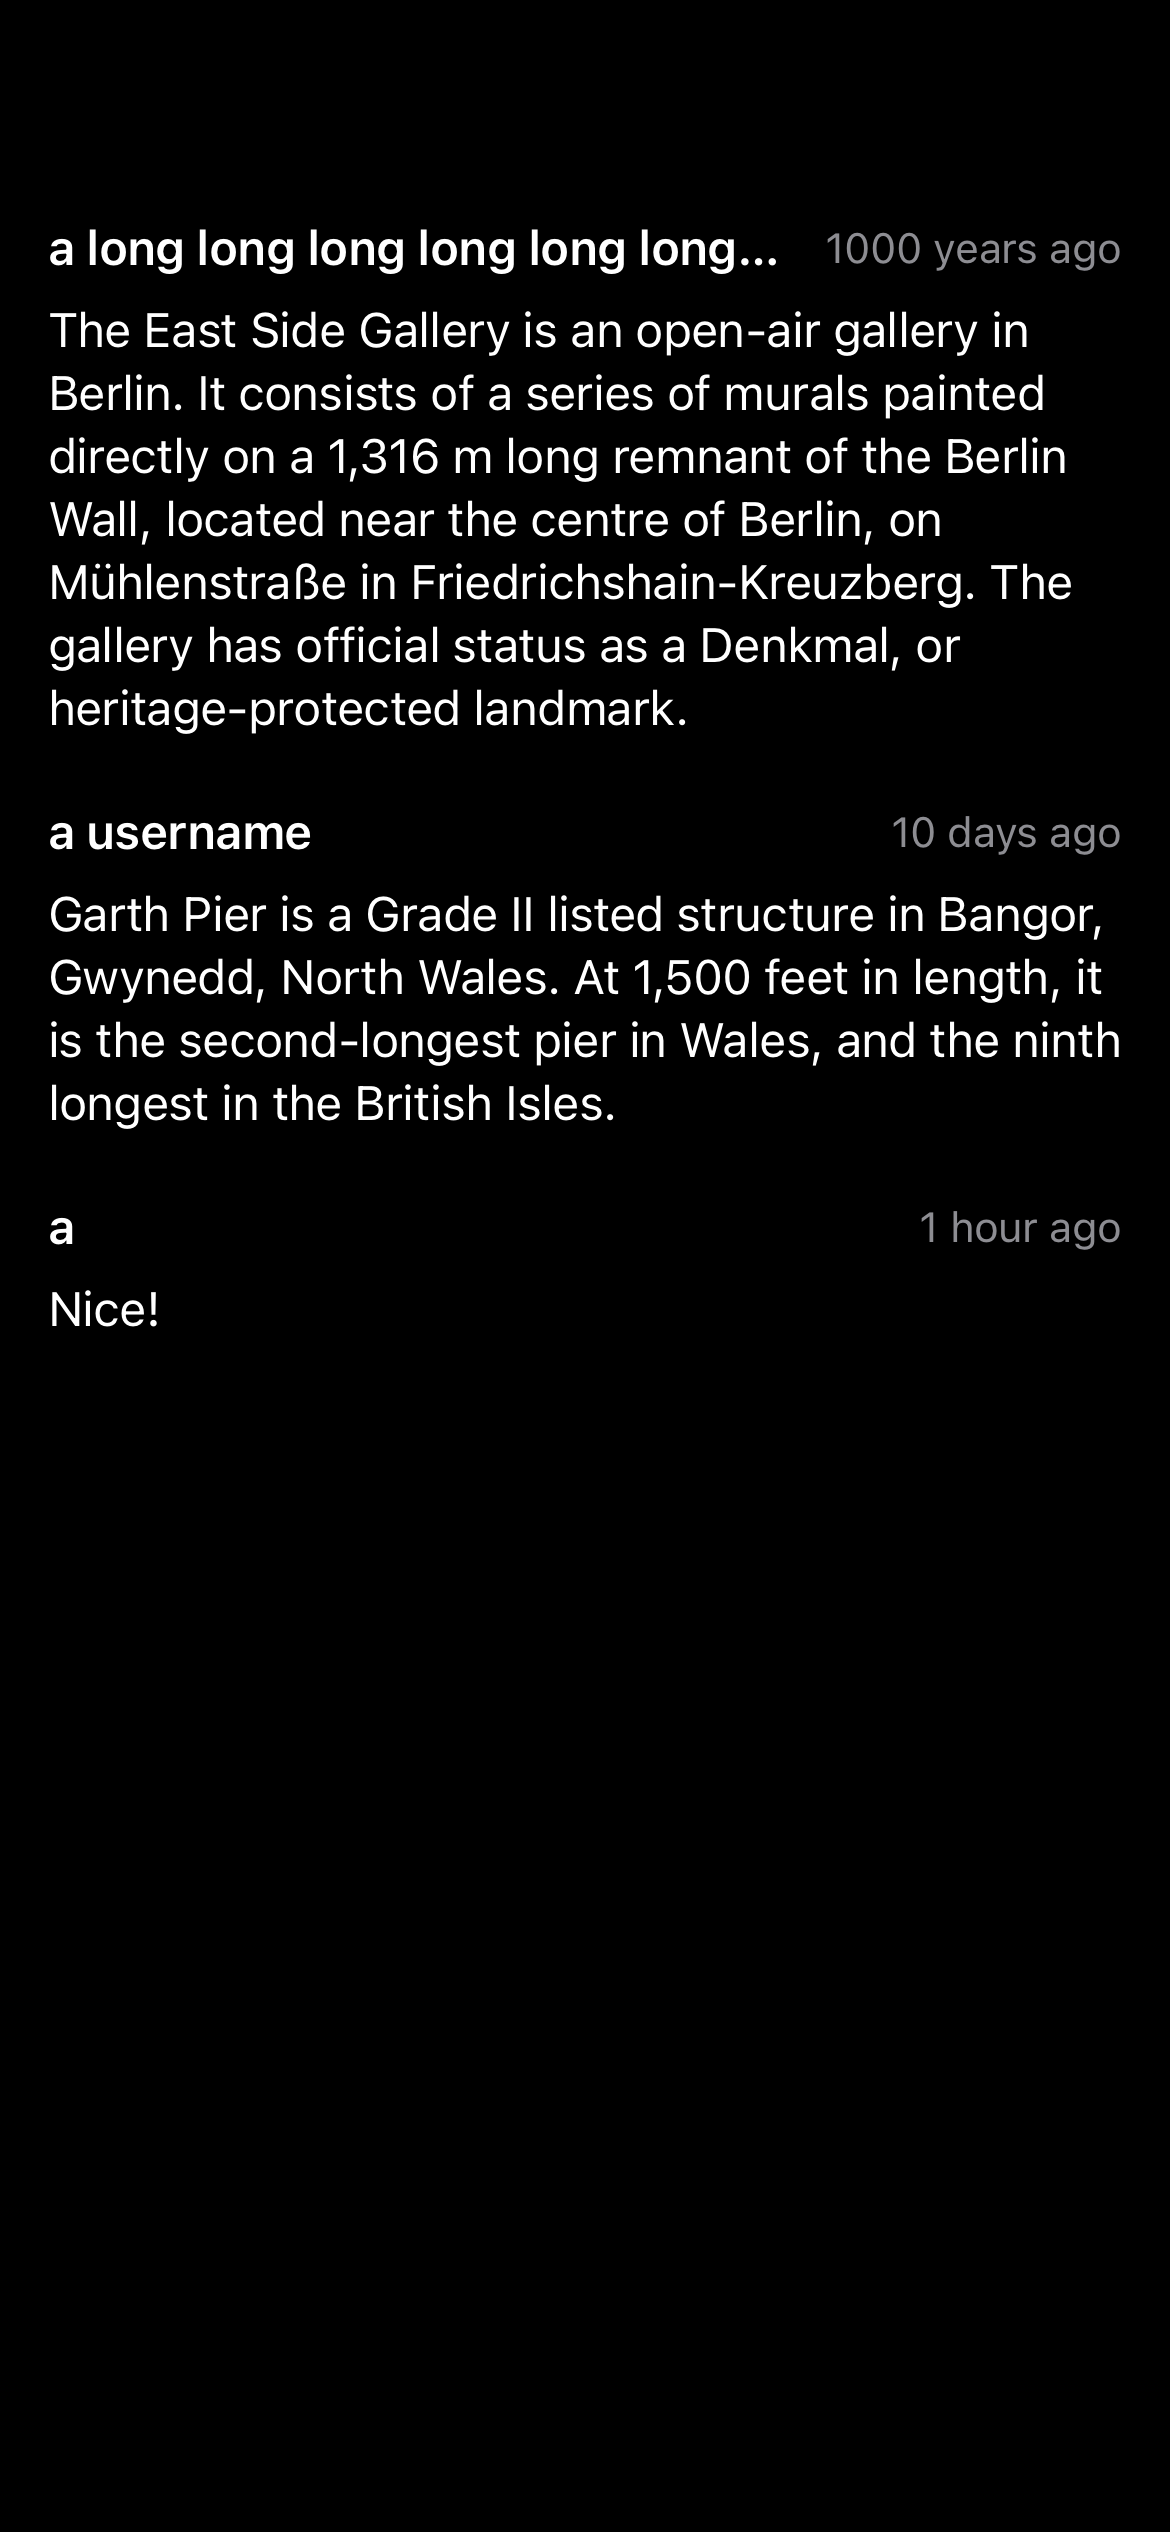 a long long long long long long... 1000 years ago
The East Side Gallery is an open-air gallery in
Berlin. It consists of a series of murals painted
directly on a 1,316 m long remnant of the Berlin
Wall, located near the centre of Berlin, on
Mühlenstraße in Friedrichshain-Kreuzberg. The
gallery has official status as a Denkmal, or
heritage-protected landmark.
a username 10 days ago
Garth Pier is a Grade II listed structure in Bangor,
Gwynedd, North Wales. At 1,500 feet in length, it
is the second-longest pier in Wales, and the ninth
longest in the British Isles.
a 1 hour ago
Nice!